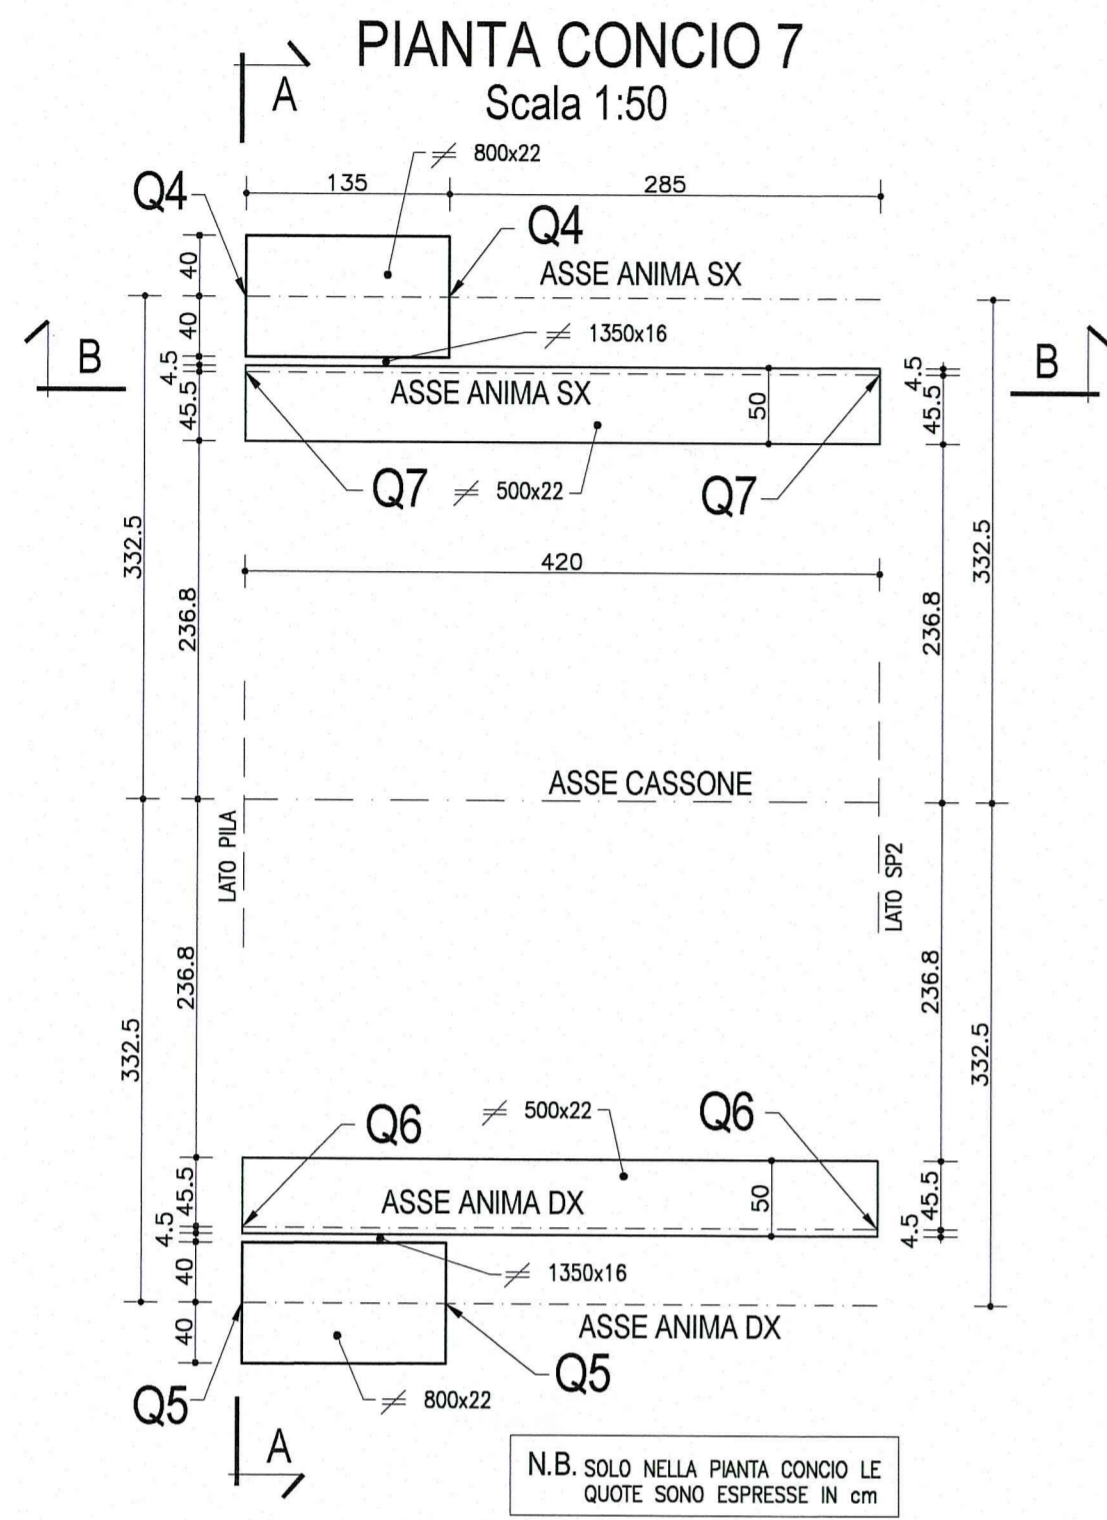 PIANTA CONCIO 7
Scala 1:50
A
800x22
135
285
Q4
Q4
40
ASSE ANIMA SX
40
1350x16
B
B
4.5
4.5
ASSE ANIMA SX
45.5
50
45.5
Q7
500x22
Q7
332.5
332.5
420
236.8
236.8
ASSE CASSONE
LATO PILA
LATO SP2
236.8
236.8
332.5
332.5
500x22
Q6
Q6
45.5
ASSE ANIMA DX
50
45.5
4.5
4.5
40
1350x16
40
ASSE ANIMA DX
Q5
Q5
800x22
A
N.B. SOLO NELLA PIANTA CONCIO LE
QUOTE SONO ESPRESSE IN cm